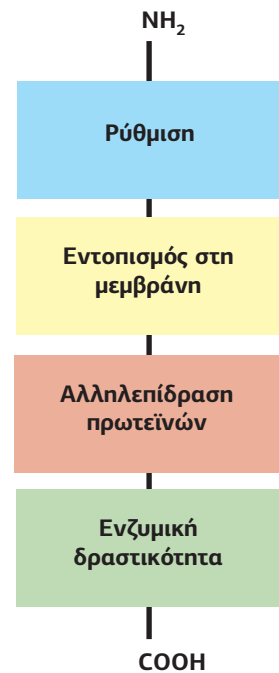 NH₂
Ρύθμιση
Εντοπισμός στη
μεμβράνη
Αλληλεπίδραση
πρωτεϊνών
Ενζυμική
δραστικότητα
COOH